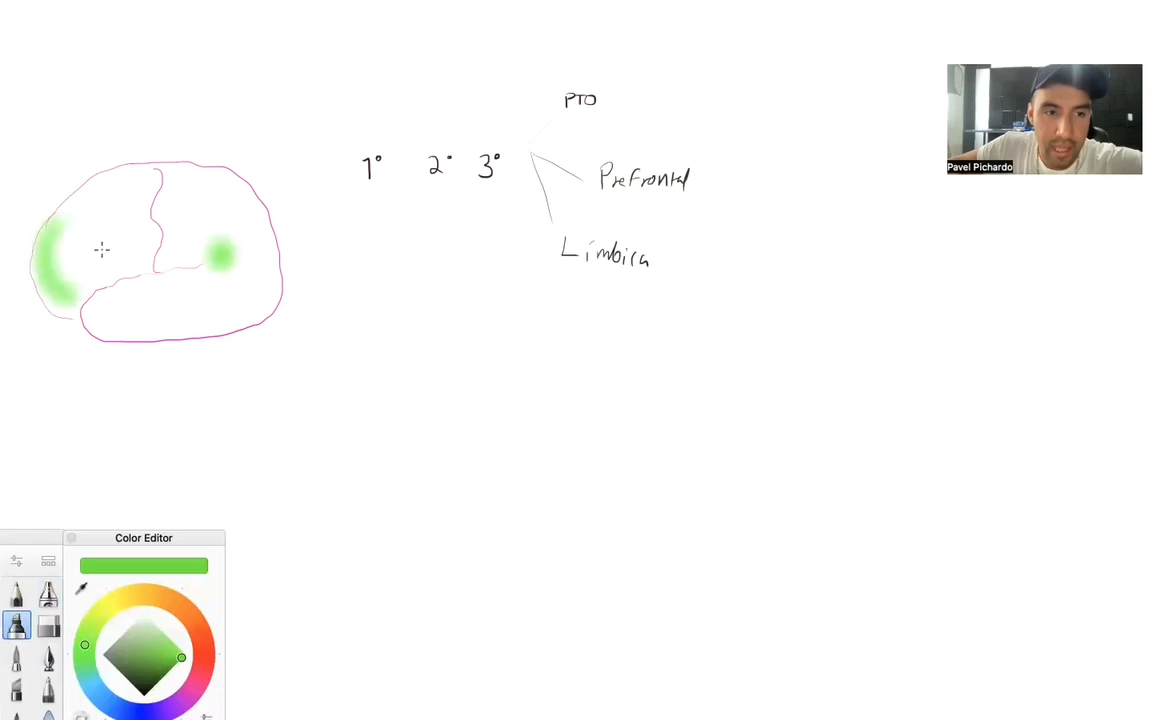 PTO
1° 2° 3°
Prefrontal
Límbica
Pavel Pichardo
Color Editor